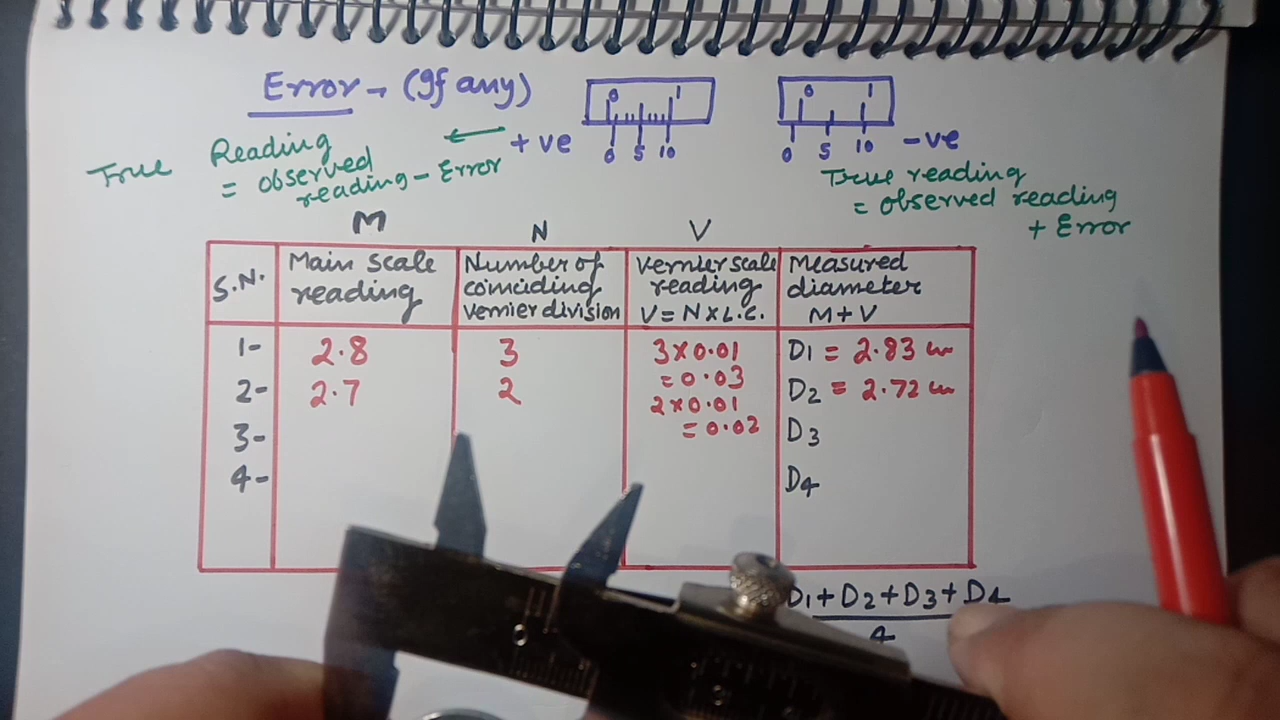 Error → (If any)
0 1
0 5 10
+ve
0 1
0 5 10
-ve
True Reading
= observed
reading - Error
True reading
= observed reading
+ Error
M N V
S.N.
Main scale
reading
Number of
coinciding
vernier division
Vernier scale
reading
V = N x L.C.
Measured
diameter
M + V
1- 2.8 3 3 x 0.01 D1 = 2.83 cm
= 0.03
2- 2.7 2 2 x 0.01 D2 = 2.72 cm
= 0.02
3- D3
4- D4
D1 + D2 + D3 + D4
4